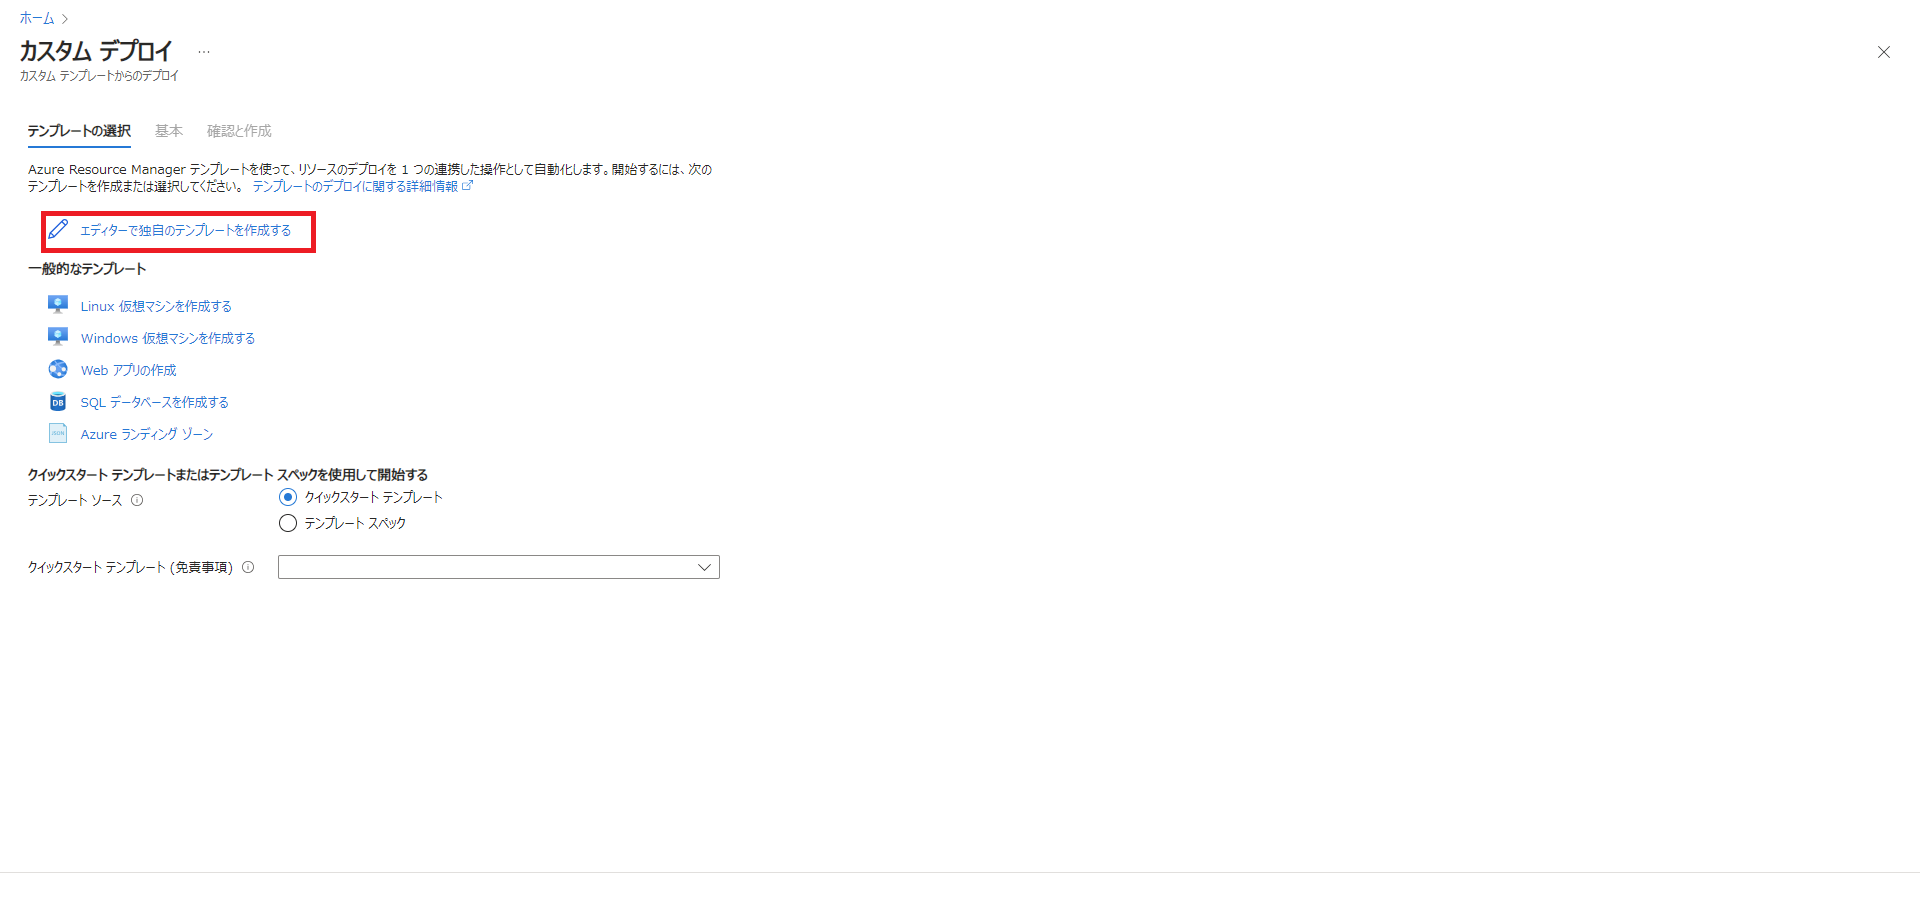 ホーム
カスタム デプロイ ...
カスタム テンプレートからのデプロイ
テンプレートの選択 基本 確認と作成
Azure Resource Manager テンプレートを使って、リソースのデプロイを 1 つの連携した操作として自動化します。開始するには、次の
テンプレートを作成または選択してください。 テンプレートのデプロイに関する詳細情報
エディターで独自のテンプレートを作成する
一般的なテンプレート
Linux 仮想マシンを作成する
Windows 仮想マシンを作成する
Web アプリの作成
DB SQL データベースを作成する
JSON Azure ランディング ゾーン
クイックスタート テンプレートまたはテンプレート スペックを使用して開始する
テンプレート ソース クイックスタート テンプレート
テンプレート スペック
クイックスタート テンプレート (免責事項)